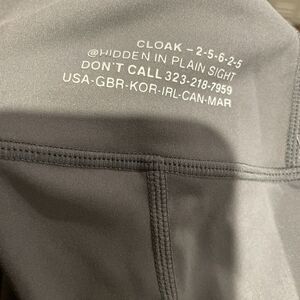 CLOAK – 2-5-6-2-5
@HIDDEN IN PLAIN SIGHT
DON'T CALL 323-218-7959
USA-GBR-KOR-IRL-CAN-MAR